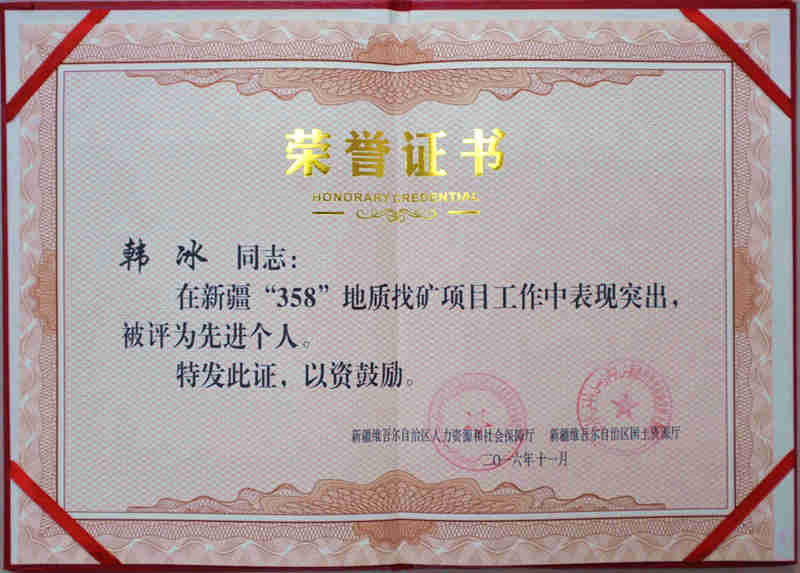 荣誉证书
HONORARY CREDENTIAL
韩 冰 同志：
在新疆“358”地质找矿项目工作中表现突出，
被评为先进个人。
特发此证，以资鼓励。
新疆维吾尔自治区人力资源和社会保障厅 新疆维吾尔自治区国土资源厅
二〇一六年十一月